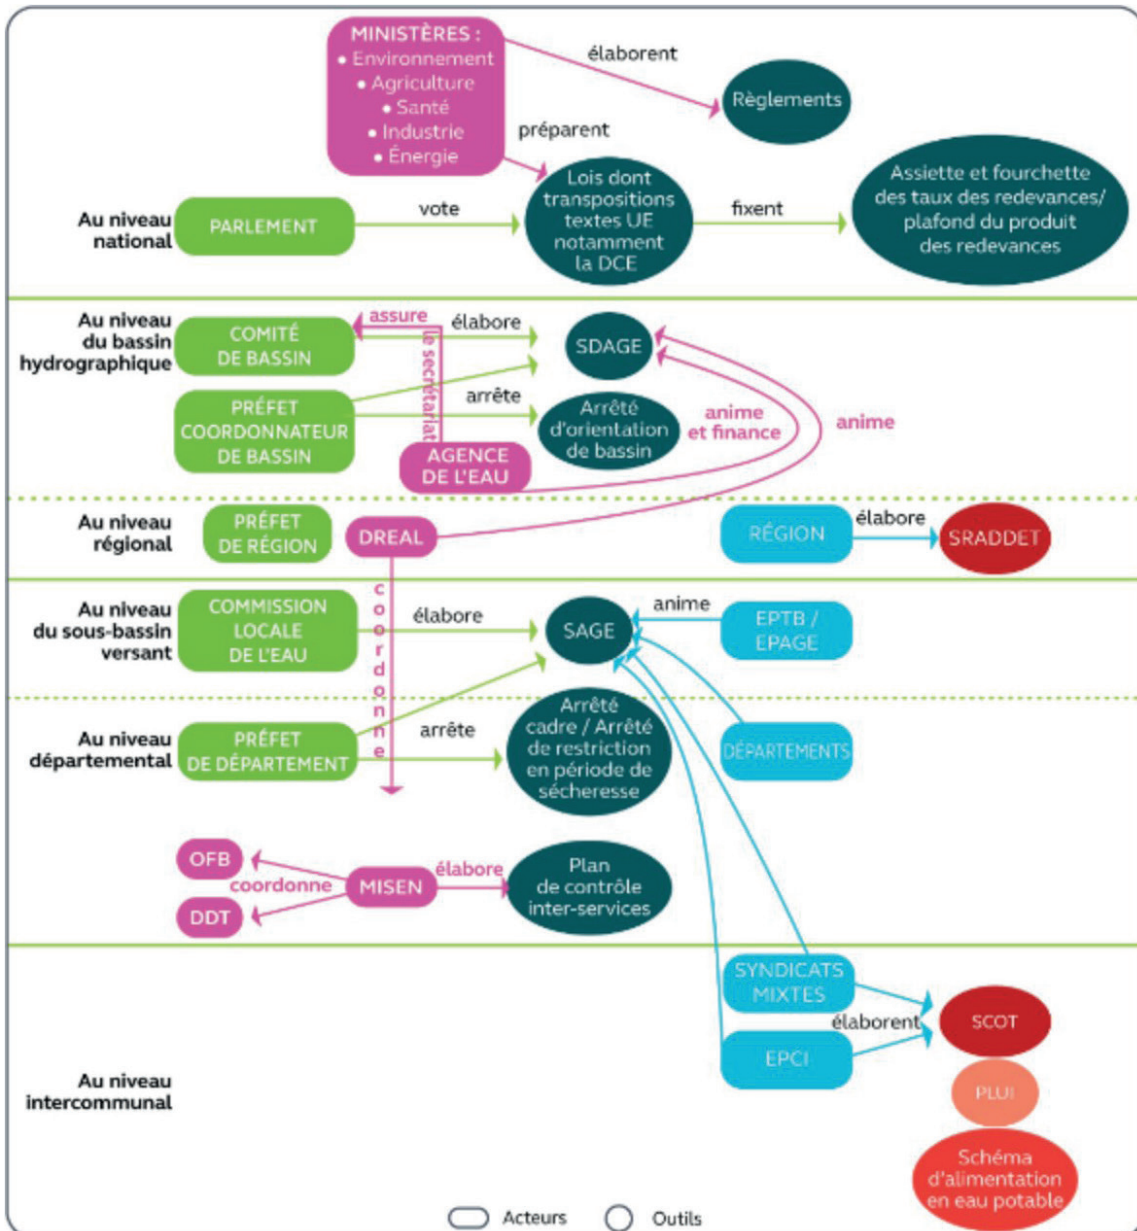 MINISTÈRES :
• Environnement
• Agriculture
• Santé
• Industrie
• Énergie
élaborent
Règlements
préparent
Au niveau
national
PARLEMENT
vote
Lois dont
transpositions
textes UE
notamment
la DCE
fixent
Assiette et fourchette
des taux des redevances/
plafond du produit
des redevances
Au niveau
du bassin
hydrographique
COMITÉ
DE BASSIN
assure
le secrétariat
élabore
SDAGE
PRÉFET
COORDONNATEUR
DE BASSIN
arrête
Arrêté
d'orientation
de bassin
AGENCE
DE L'EAU
anime
et finance
anime
Au niveau
régional
PRÉFET
DE RÉGION
DREAL
RÉGION
élabore
SRADDET
coordonne
Au niveau
du sous-bassin
versant
COMMISSION
LOCALE
DE L'EAU
élabore
SAGE
anime
EPTB /
EPAGE
Au niveau
départemental
PRÉFET
DE DÉPARTEMENT
arrête
Arrêté
cadre / Arrêté
de restriction
en période de
sécheresse
DÉPARTEMENTS
OFB
DDT
coordonne
MISEN
élabore
Plan
de contrôle
inter-services
Au niveau
intercommunal
SYNDICATS
MIXTES
EPCI
élaborent
SCOT
PLUI
Schéma
d'alimentation
en eau potable
Acteurs
Outils